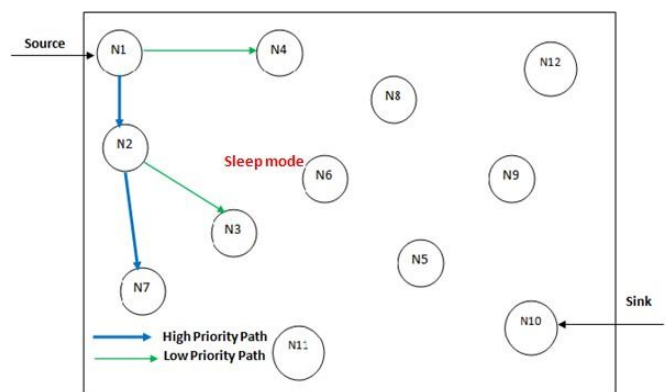 Source
N1
N4
N12
N8
N2
Sleep mode
N6
N9
N3
N5
N7
Sink
N10
High Priority Path
Low Priority Path
N11